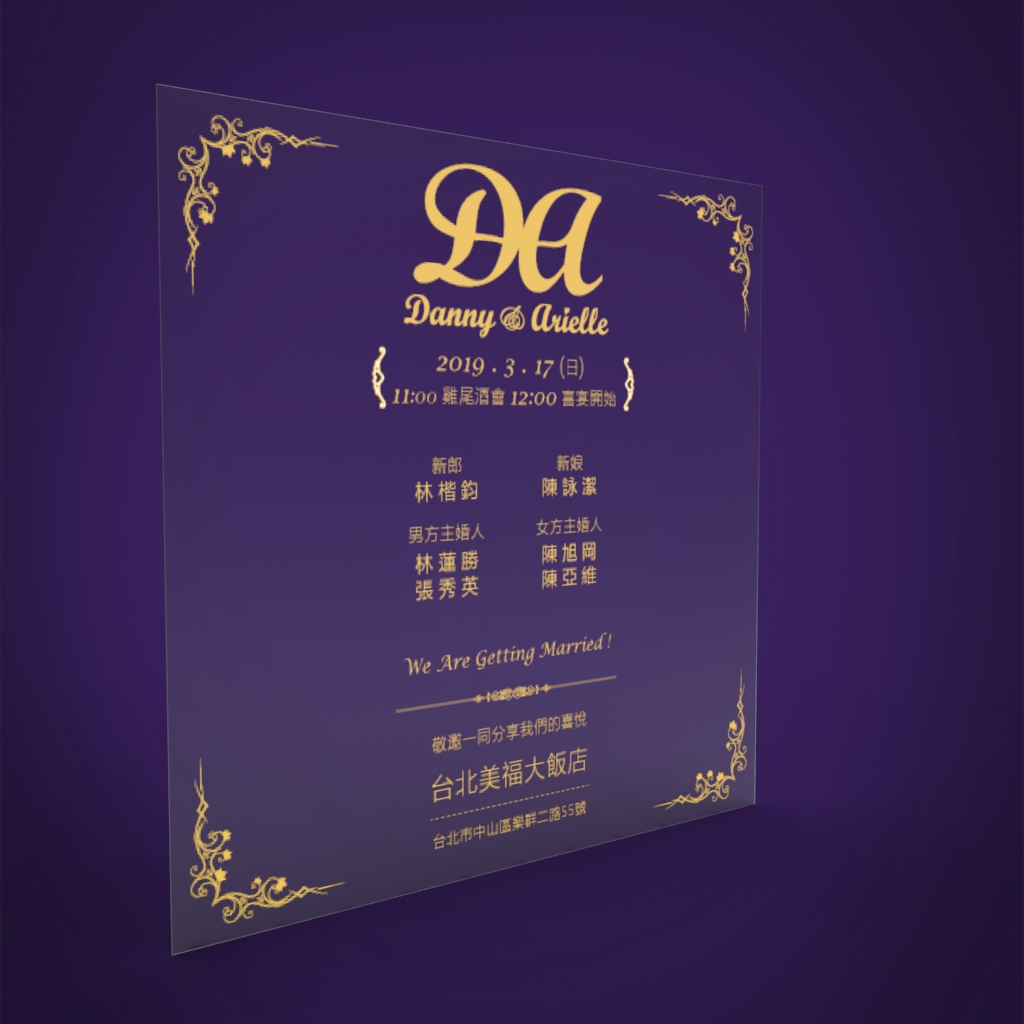 DA
Danny & Arielle
2019 . 3 . 17 (日)
11:00 雞尾酒會 12:00 喜宴開始
新郎 新娘
林楷鈞 陳詠潔
男方主婚人 女方主婚人
林蓮勝 陳旭岡
張秀英 陳亞維
We Are Getting Married!
敬邀一同分享我們的喜悅
台北美福大飯店
台北市中山區樂群二路55號